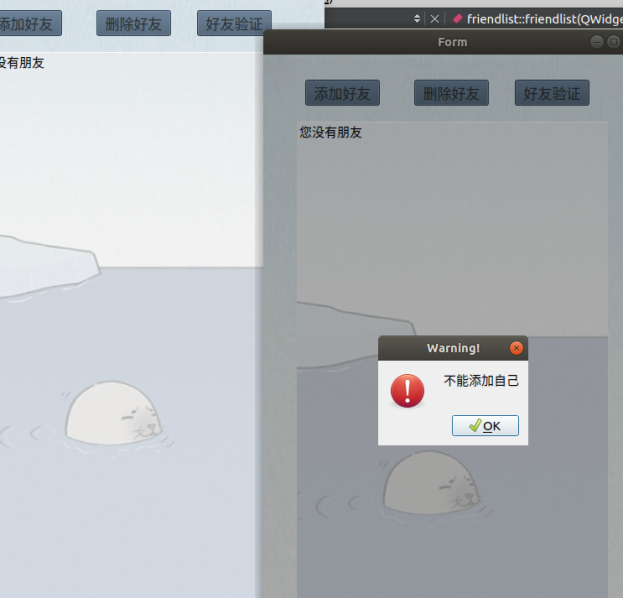 friendlist::friendlist(QWidge
添加好友 删除好友 好友验证
没有朋友
Form
添加好友 删除好友 好友验证
您没有朋友
Warning!
不能添加自己
OK